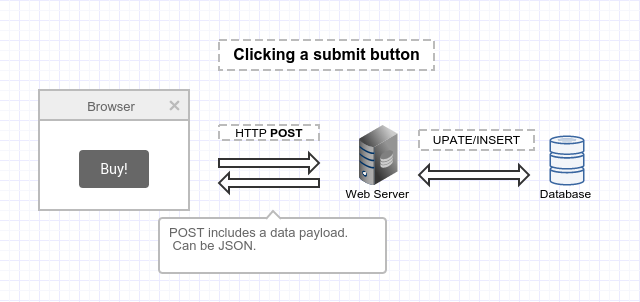 Clicking a submit button
Browser
Buy!
HTTP POST
UPATE/INSERT
Web Server
Database
POST includes a data payload.
Can be JSON.